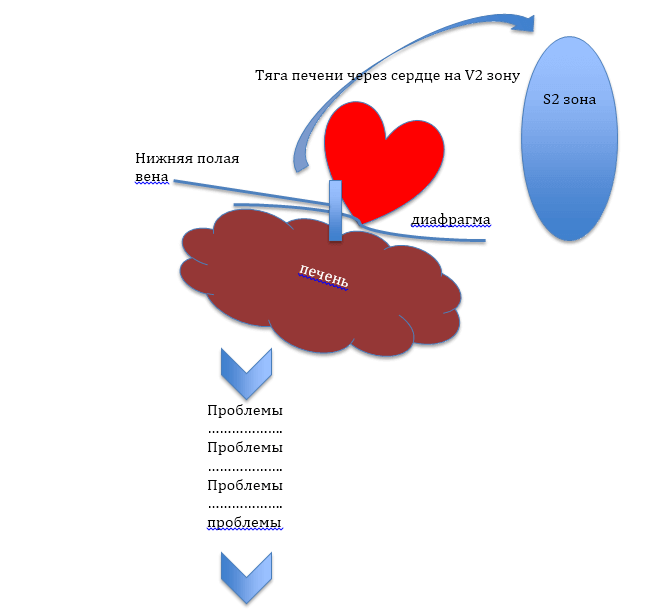 Тяга печени через сердце на V2 зону
S2 зона
Нижняя полая
вена
диафрагма
печень
Проблемы
……………….
Проблемы
……………….
Проблемы
……………….
проблемы